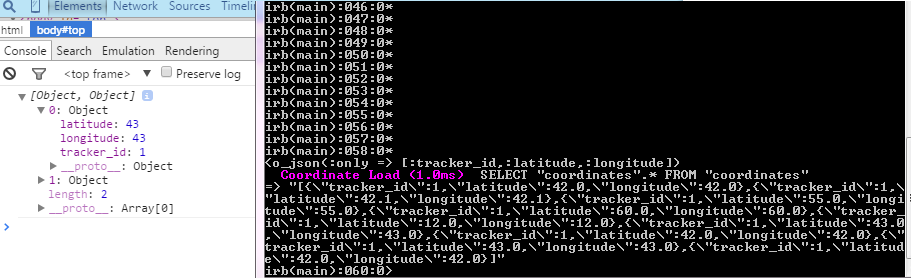 Elements Network Sources Timeline
html body#top
Console Search Emulation Rendering
<top frame> Preserve log
[Object, Object]
0: Object
latitude: 43
longitude: 43
tracker_id: 1
__proto__: Object
1: Object
length: 2
__proto__: Array[0]
irb(main):046:0*
irb(main):047:0*
irb(main):048:0*
irb(main):049:0*
irb(main):050:0*
irb(main):051:0*
irb(main):052:0*
irb(main):053:0*
irb(main):054:0*
irb(main):055:0*
irb(main):056:0*
irb(main):057:0*
irb(main):058:0*
<o_json(:only => [:tracker_id,:latitude,:longitude])
Coordinate Load (1.0ms) SELECT "coordinates".* FROM "coordinates"
=> "[{\"tracker_id\":1,\"latitude\":42.0,\"longitude\":42.0},{\"tracker_id\":1,\
"latitude\":42.1,\"longitude\":42.1},{\"tracker_id\":1,\"latitude\":55.0,\"longitude
\":55.0},{\"tracker_id\":1,\"latitude\":60.0,\"longitude\":60.0},{\"tracker_
id\":1,\"latitude\":12.0,\"longitude\":12.0},{\"tracker_id\":1,\"latitude\":43.0
,\"longitude\":43.0},{\"tracker_id\":1,\"latitude\":42.0,\"longitude\":42.0},{\"t
racker_id\":1,\"latitude\":43.0,\"longitude\":43.0},{\"tracker_id\":1,\"latitud
e\":42.0,\"longitude\":42.0}]"
irb(main):060:0>